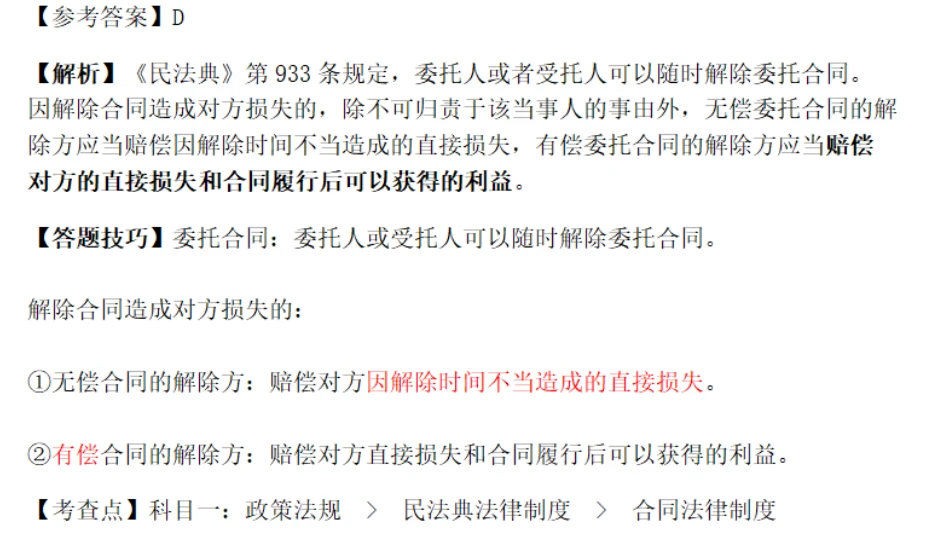 【参考答案】D
【解析】《民法典》第 933 条规定，委托人或者受托人可以随时解除委托合同。
因解除合同造成对方损失的，除不可归责于该当事人的事由外，无偿委托合同的解
除方应当赔偿因解除时间不当造成的直接损失，有偿委托合同的解除方应当赔偿
对方的直接损失和合同履行后可以获得的利益。
【答题技巧】委托合同：委托人或受托人可以随时解除委托合同。
解除合同造成对方损失的：
①无偿合同的解除方：赔偿对方因解除时间不当造成的直接损失。
②有偿合同的解除方：赔偿对方直接损失和合同履行后可以获得的利益。
【考查点】科目一：政策法规 > 民法典法律制度 > 合同法律制度